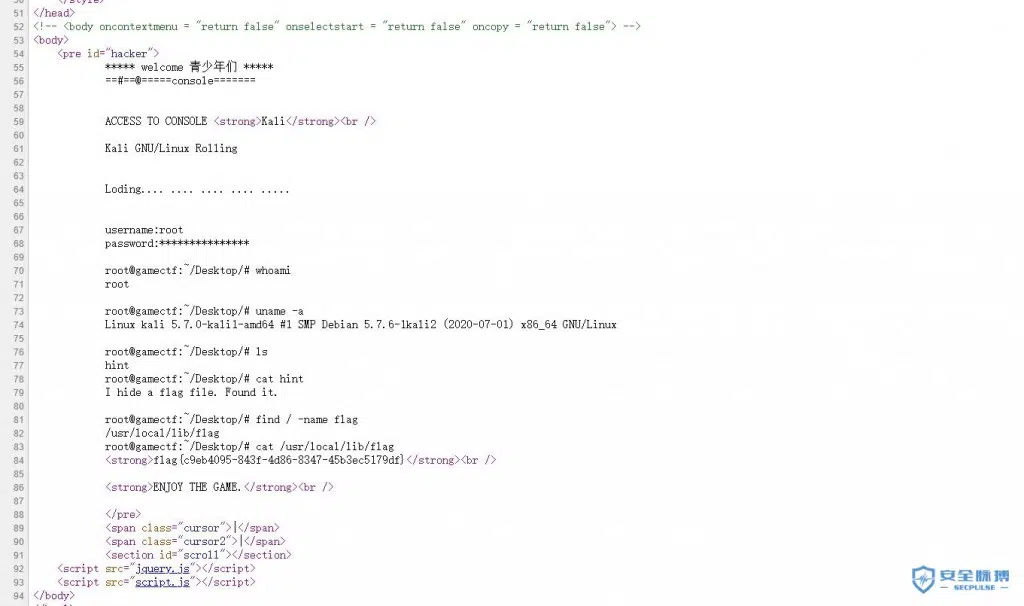 51 </head>
52 <!-- <body oncontextmenu = "return false" onselectstart = "return false" oncopy = "return false"> -->
53 <body>
54 <pre id="hacker">
55 ***** welcome 青少年们 *****
56 ==#==@=====console=======
57
58
59 ACCESS TO CONSOLE <strong>Kali</strong><br />
60
61 Kali GNU/Linux Rolling
62
63
64 Loding.... .... .... .... .....
65
66
67 username:root
68 password:***************
69
70 root@gamectf:~/Desktop/# whoami
71 root
72
73 root@gamectf:~/Desktop/# uname -a
74 Linux kali 5.7.0-kali1-amd64 #1 SMP Debian 5.7.6-1kali2 (2020-07-01) x86_64 GNU/Linux
75
76 root@gamectf:~/Desktop/# ls
77 hint
78 root@gamectf:~/Desktop/# cat hint
79 I hide a flag file. Found it.
80
81 root@gamectf:~/Desktop/# find / -name flag
82 /usr/local/lib/flag
83 root@gamectf:~/Desktop/# cat /usr/local/lib/flag
84 <strong>flag{c9eb4095-843f-4d86-8347-45b3ec5179df}</strong><br />
85
86 <strong>ENJOY THE GAME.</strong><br />
87
88 </pre>
89 <span class="cursor">|</span>
90 <span class="cursor2">|</span>
91 <section id="scroll"></section>
92 <script src="jquery.js"></script>
93 <script src="script.js"></script>
94 </body>
安全脉搏
SECPULSE